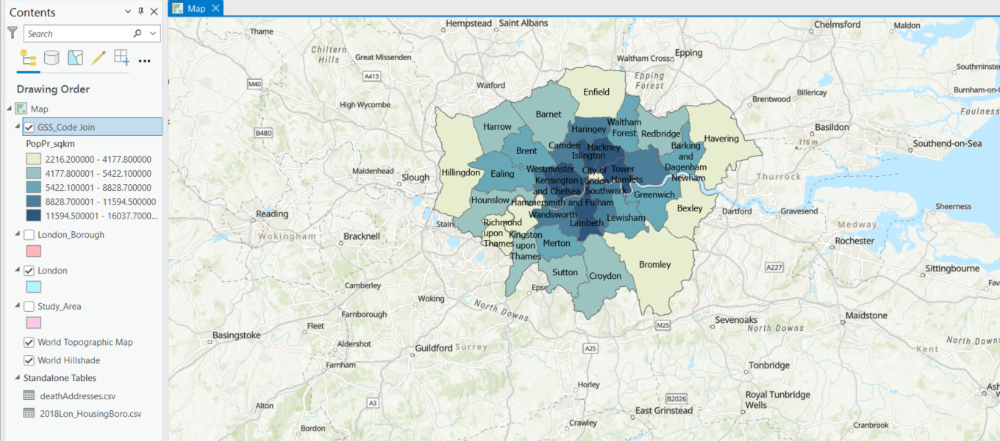 Contents
Search
Drawing Order
Map
GSS_Code Join
PopPr_sqkm
2216.200000 - 4177.800000
4177.800001 - 5422.100000
5422.100001 - 8828.700000
8828.700001 - 11594.500000
11594.500001 - 16037.7000...
London_Borough
London
Study_Area
World Topographic Map
World Hillshade
Standalone Tables
deathAddresses.csv
2018Lon_HousingBoro.csv
Map
Hempstead
Saint Albans
Chelmsford
Maldon
Thame
Chiltern
Hills
Great Missenden
Waltham Cross
Epping
Southminster
A413
Epping
Forest
M40
Watford
Enfield
Billericay
Burnham-on-C
Brentwood
High Wycombe
Barnet
Foulness
Waltham
Forest
Harrow
Haringey
Redbridge
Basildon
B480
Havering
116m
Southend-on-Sea
Camden
Hackney
Barking
and
Dagenham
Brent
Islington
Maidenhead
Slough
Hillingdon
Ealing
Westminster
City of
London
Tower
Hamlets
Newham
Thurrock
Kensington
and Chelsea
Southwark
Greenwich
Hounslow
Hammersmith and Fulham
Bexley
Dartford
Gravesend
Sheerness
Reading
Wandsworth
Lewisham
Stain
Richmond
upon
Thames
Lambeth
Medway
Wokingham
Bracknell
Kingston
upon
Thames
Merton
Rochester
Bromley
A227
Sittingbourne
Sutton
Croydon
Fav
Camberley
Epso
Woking
North Downs
Farnborough
Maidstone
Fleet
M25
Sevenoaks
North Downs
Basingstoke
Aldershot
Guildford
Surrey
A25
Kent
North Downs
Farnham
Tonbridge
Horley
Ash
Alton
A3
B2026
Royal Tunbridge
Wells
East Grinstead
Bordon
Crawley
Cranbrook